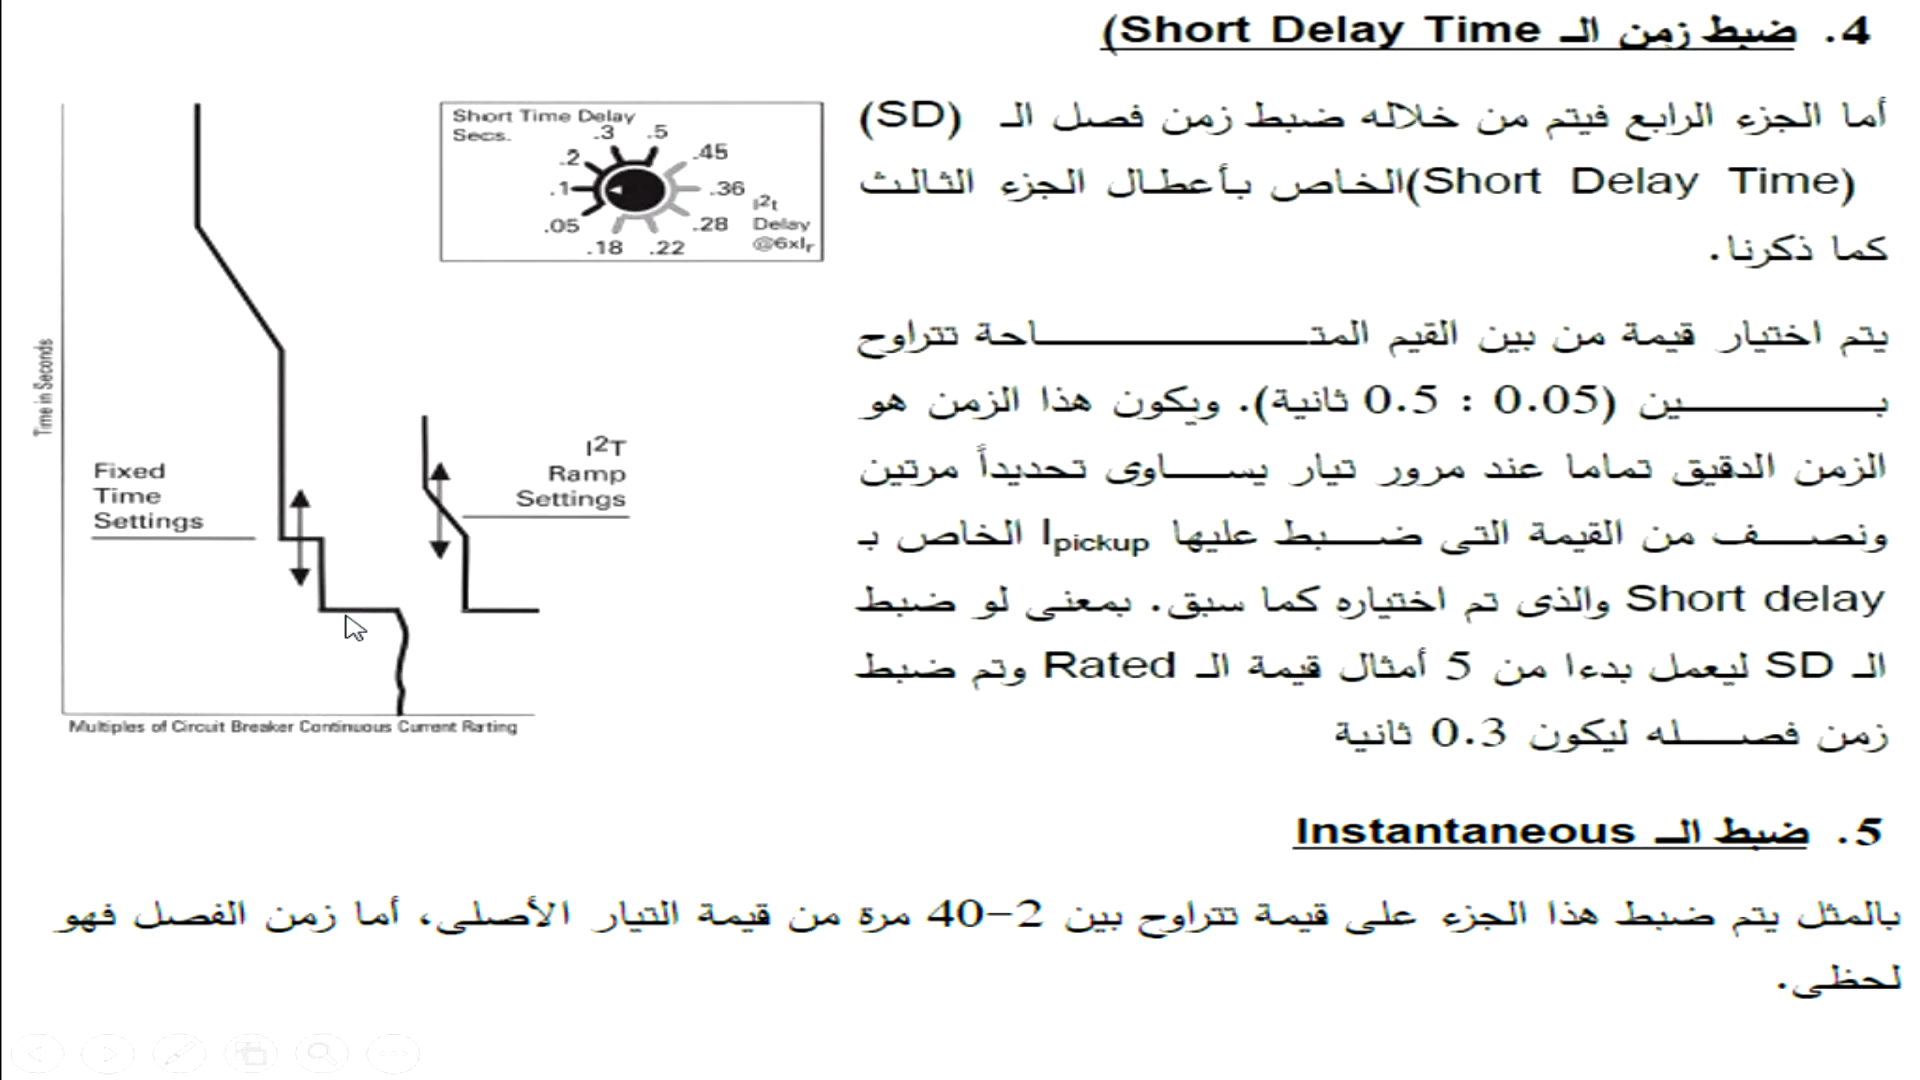 4. ضبط زمن الـ Short Delay Time)
أما الجزء الرابع فيتم من خلاله ضبط زمن فصل الـ (SD)
(Short Delay Time)الخاص بأعطال الجزء الثالث
كما ذكرنا.
يتم اختيار قيمة من بين القيم المتـــــــاحة تتراوح
بـــــــين (0.05 : 0.5 ثانية). ويكون هذا الزمن هو
الزمن الدقيق تماما عند مرور تيار يســـاوى تحديداً مرتين
ونصـــف من القيمة التى ضـــبط عليها Ipickup الخاص بـ
Short delay والذى تم اختياره كما سبق. بمعنى لو ضبط
الـ SD ليعمل بدءا من 5 أمثال قيمة الـ Rated وتم ضبط
زمن فصـــله ليكون 0.3 ثانية
Short Time Delay
Secs.
.3
.5
.2
.45
.1
.36
I²t
.05
.28
Delay
.18
.22
@6xIr
Time in Seconds
I²T
Ramp
Settings
Fixed
Time
Settings
Multiples of Circuit Breaker Continuous Current Rating
5. ضبط الـ Instantaneous
بالمثل يتم ضبط هذا الجزء على قيمة تتراوح بين 2-40 مرة من قيمة التيار الأصلى، أما زمن الفصل فهو
لحظى.